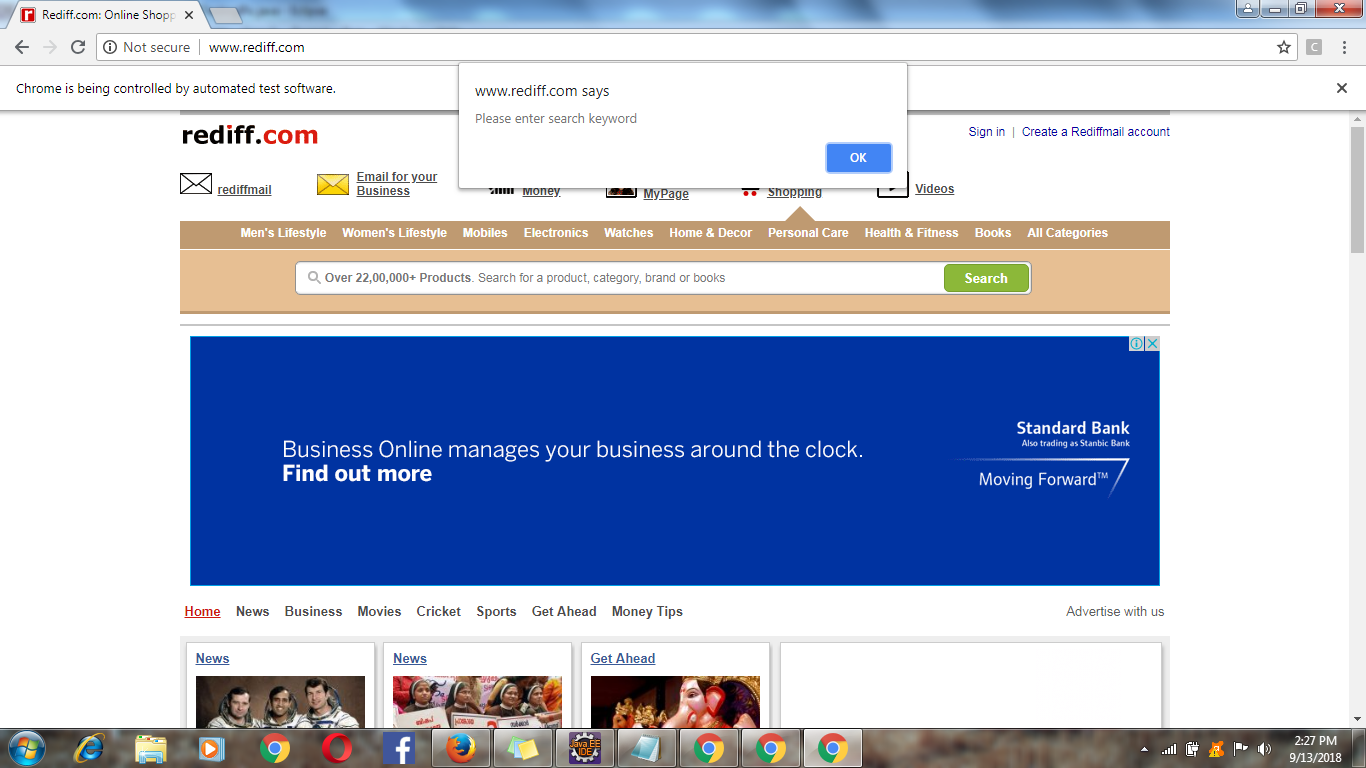 Rediff.com: Online Shopp
Not secure
www.rediff.com
C
Chrome is being controlled by automated test software.
www.rediff.com says
Please enter search keyword
OK
rediff.com
Sign in | Create a Rediffmail account
rediffmail
Email for your
Business
Money
MyPage
Shopping
Videos
Men's Lifestyle Women's Lifestyle Mobiles Electronics Watches Home & Decor Personal Care Health & Fitness Books All Categories
Over 22,00,000+ Products. Search for a product, category, brand or books
Search
Business Online manages your business around the clock.
Find out more
Standard Bank
Also trading as Stanbic Bank
Moving Forward™
Home News Business Movies Cricket Sports Get Ahead Money Tips
Advertise with us
News
News
Get Ahead
Java EE
IDE
2:27 PM
9/13/2018